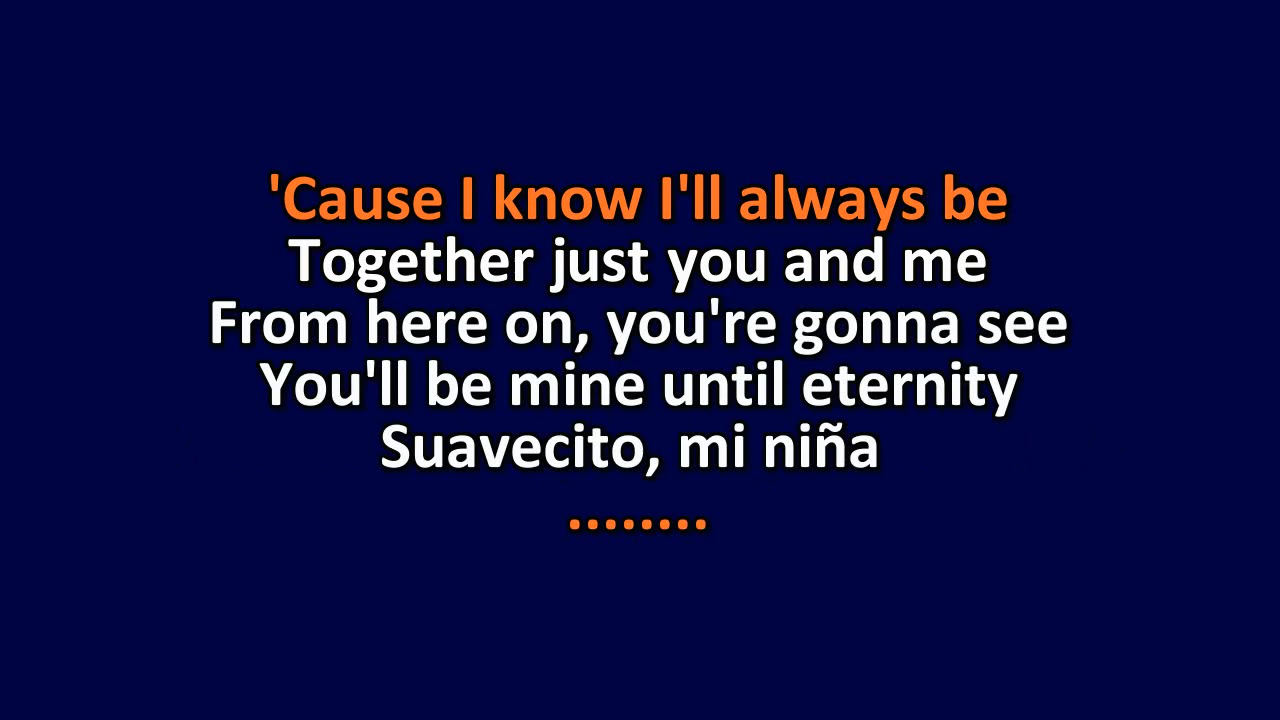 'Cause I know I'll always be
Together just you and me
From here on, you're gonna see
You'll be mine until eternity
Suavecito, mi niña
........